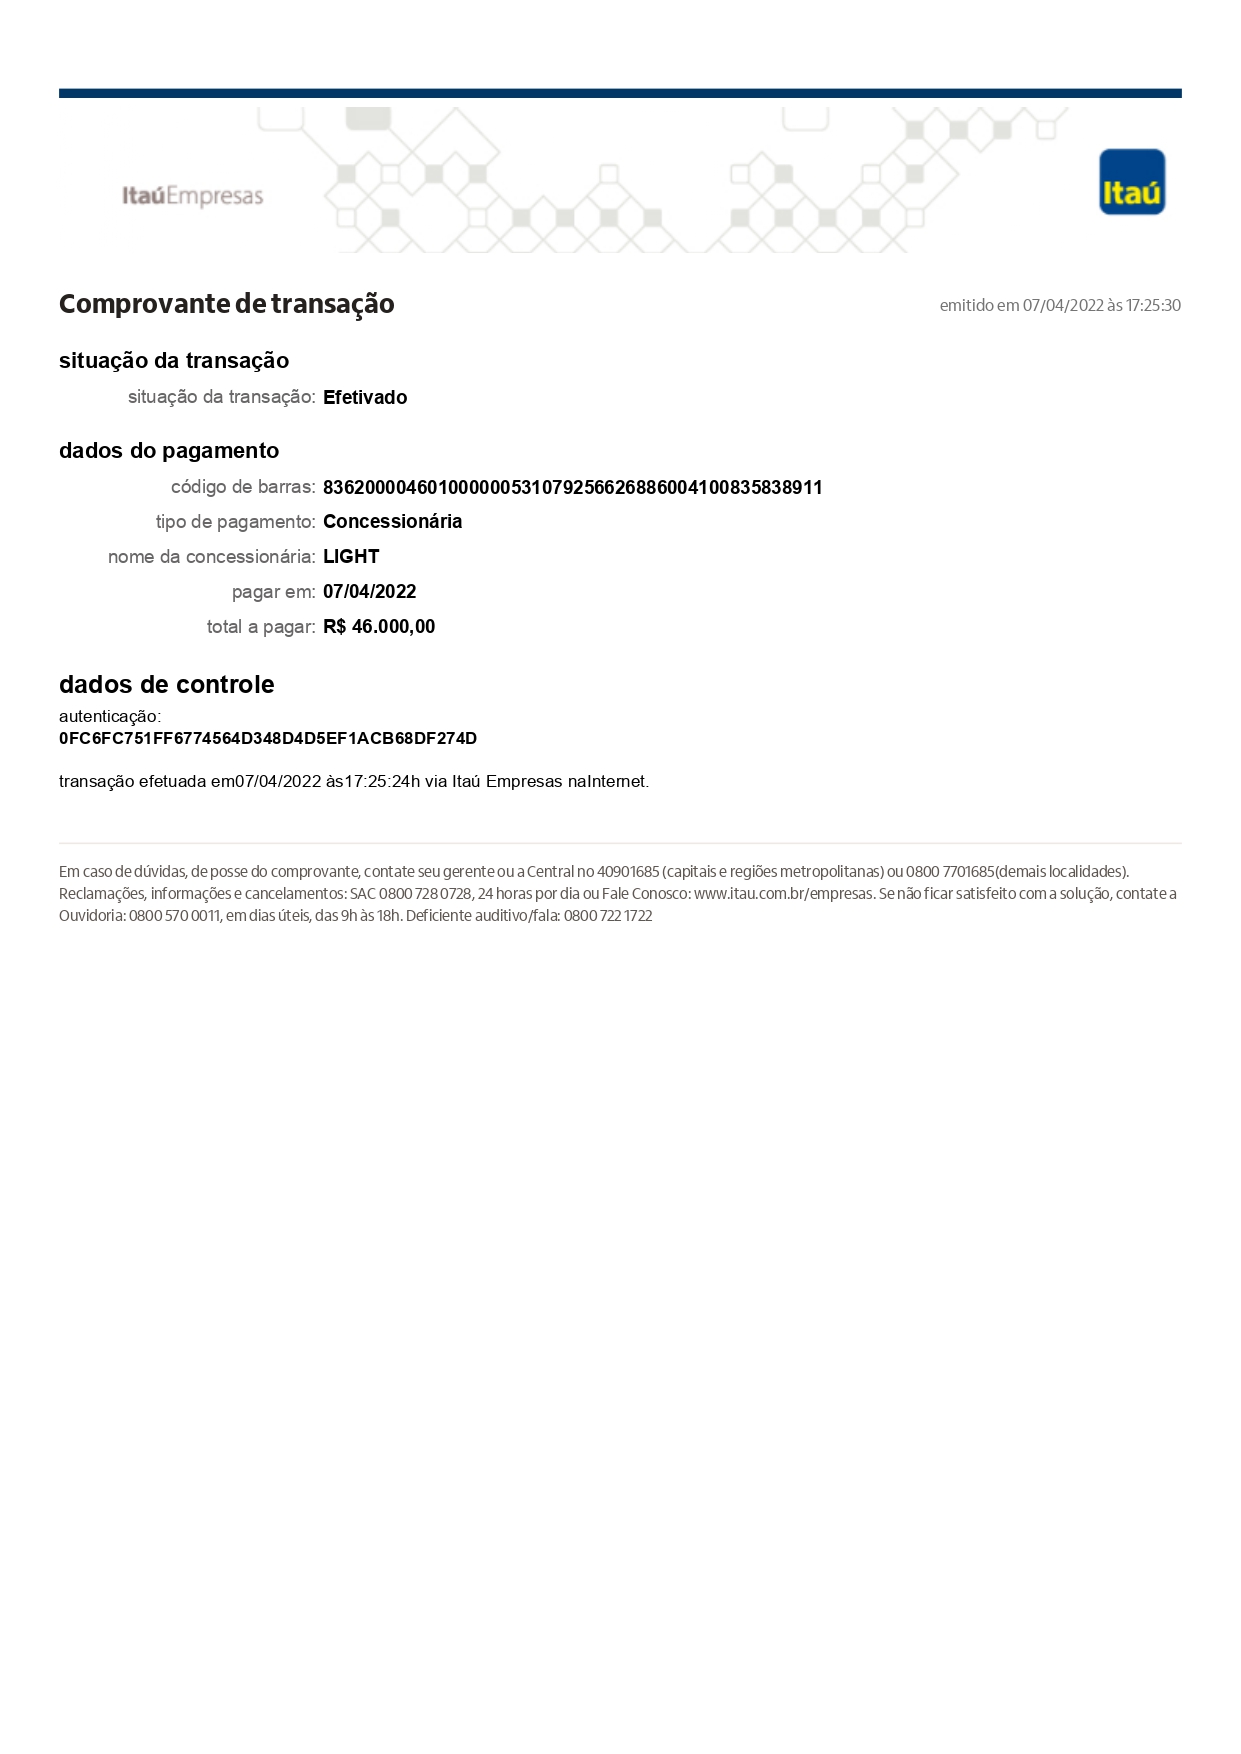 ItaúEmpresas
Itaú
Comprovante de transação
emitido em 07/04/2022 às 17:25:30
situação da transação
situação da transação: Efetivado
dados do pagamento
código de barras: 836200004601000000531079256626886004100835838911
tipo de pagamento: Concessionária
nome da concessionária: LIGHT
pagar em: 07/04/2022
total a pagar: R$ 46.000,00
dados de controle
autenticação:
0FC6FC751FF6774564D348D4D5EF1ACB68DF274D
transação efetuada em07/04/2022 às17:25:24h via Itaú Empresas naInternet.
Em caso de dúvidas, de posse do comprovante, contate seu gerente ou a Central no 40901685 (capitais e regiões metropolitanas) ou 0800 7701685(demais localidades).
Reclamações, informações e cancelamentos: SAC 0800 728 0728, 24 horas por dia ou Fale Conosco: www.itau.com.br/empresas. Se não ficar satisfeito com a solução, contate a
Ouvidoria: 0800 570 0011, em dias úteis, das 9h às 18h. Deficiente auditivo/fala: 0800 722 1722